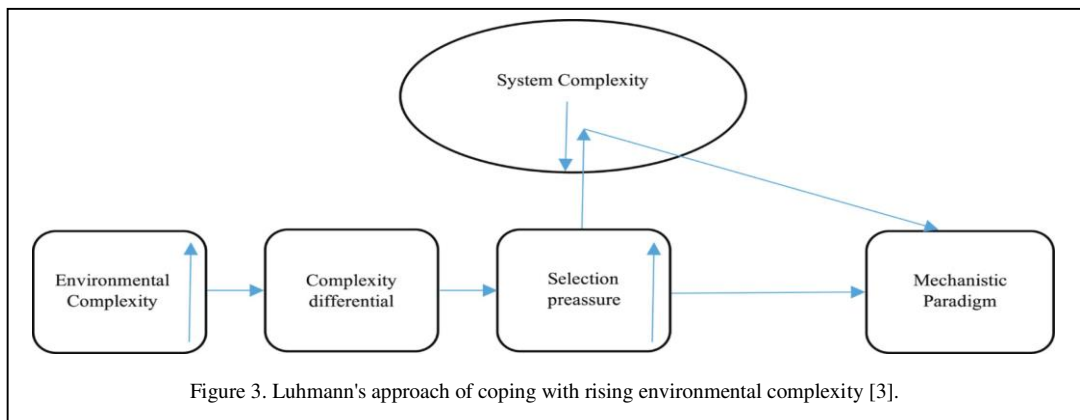 System Complexity
Environmental
Complexity
Complexity
differential
Selection
preassure
Mechanistic
Paradigm
Figure 3. Luhmann's approach of coping with rising environmental complexity [3].